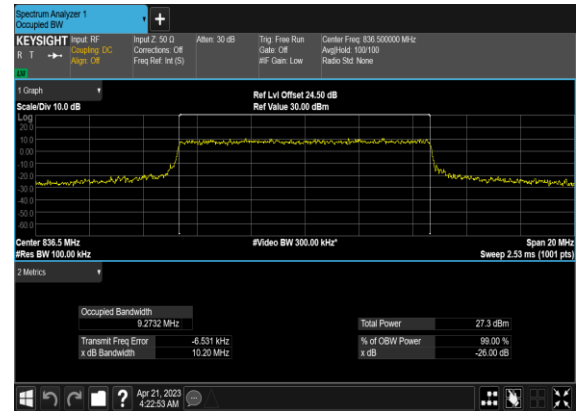 Spectrum Analyzer 1
Occupied BW
+
KEYSIGHT
R T
Input: RF
Coupling: DC
Align: Off
Input Z: 50 Ω
Corrections: Off
Freq Ref: Int (S)
Atten: 30 dB
Trig: Free Run
Gate: Off
#IF Gain: Low
Center Freq: 836.500000 MHz
Avg|Hold: 100/100
Radio Std: None
1 Graph
Scale/Div 10.0 dB
Ref Lvl Offset 24.50 dB
Ref Value 30.00 dBm
Log
20.0
10.0
0.00
-10.0
-20.0
-30.0
-40.0
-50.0
-60.0
Center 836.5 MHz
#Res BW 100.00 kHz
#Video BW 300.00 kHz*
Span 20 MHz
Sweep 2.53 ms (1001 pts)
2 Metrics
Occupied Bandwidth
9.2732 MHz
Total Power 27.3 dBm
Transmit Freq Error -6.531 kHz
% of OBW Power 99.00 %
x dB Bandwidth 10.20 MHz
x dB -26.00 dB
?
Apr 21, 2023
4:22:53 AM